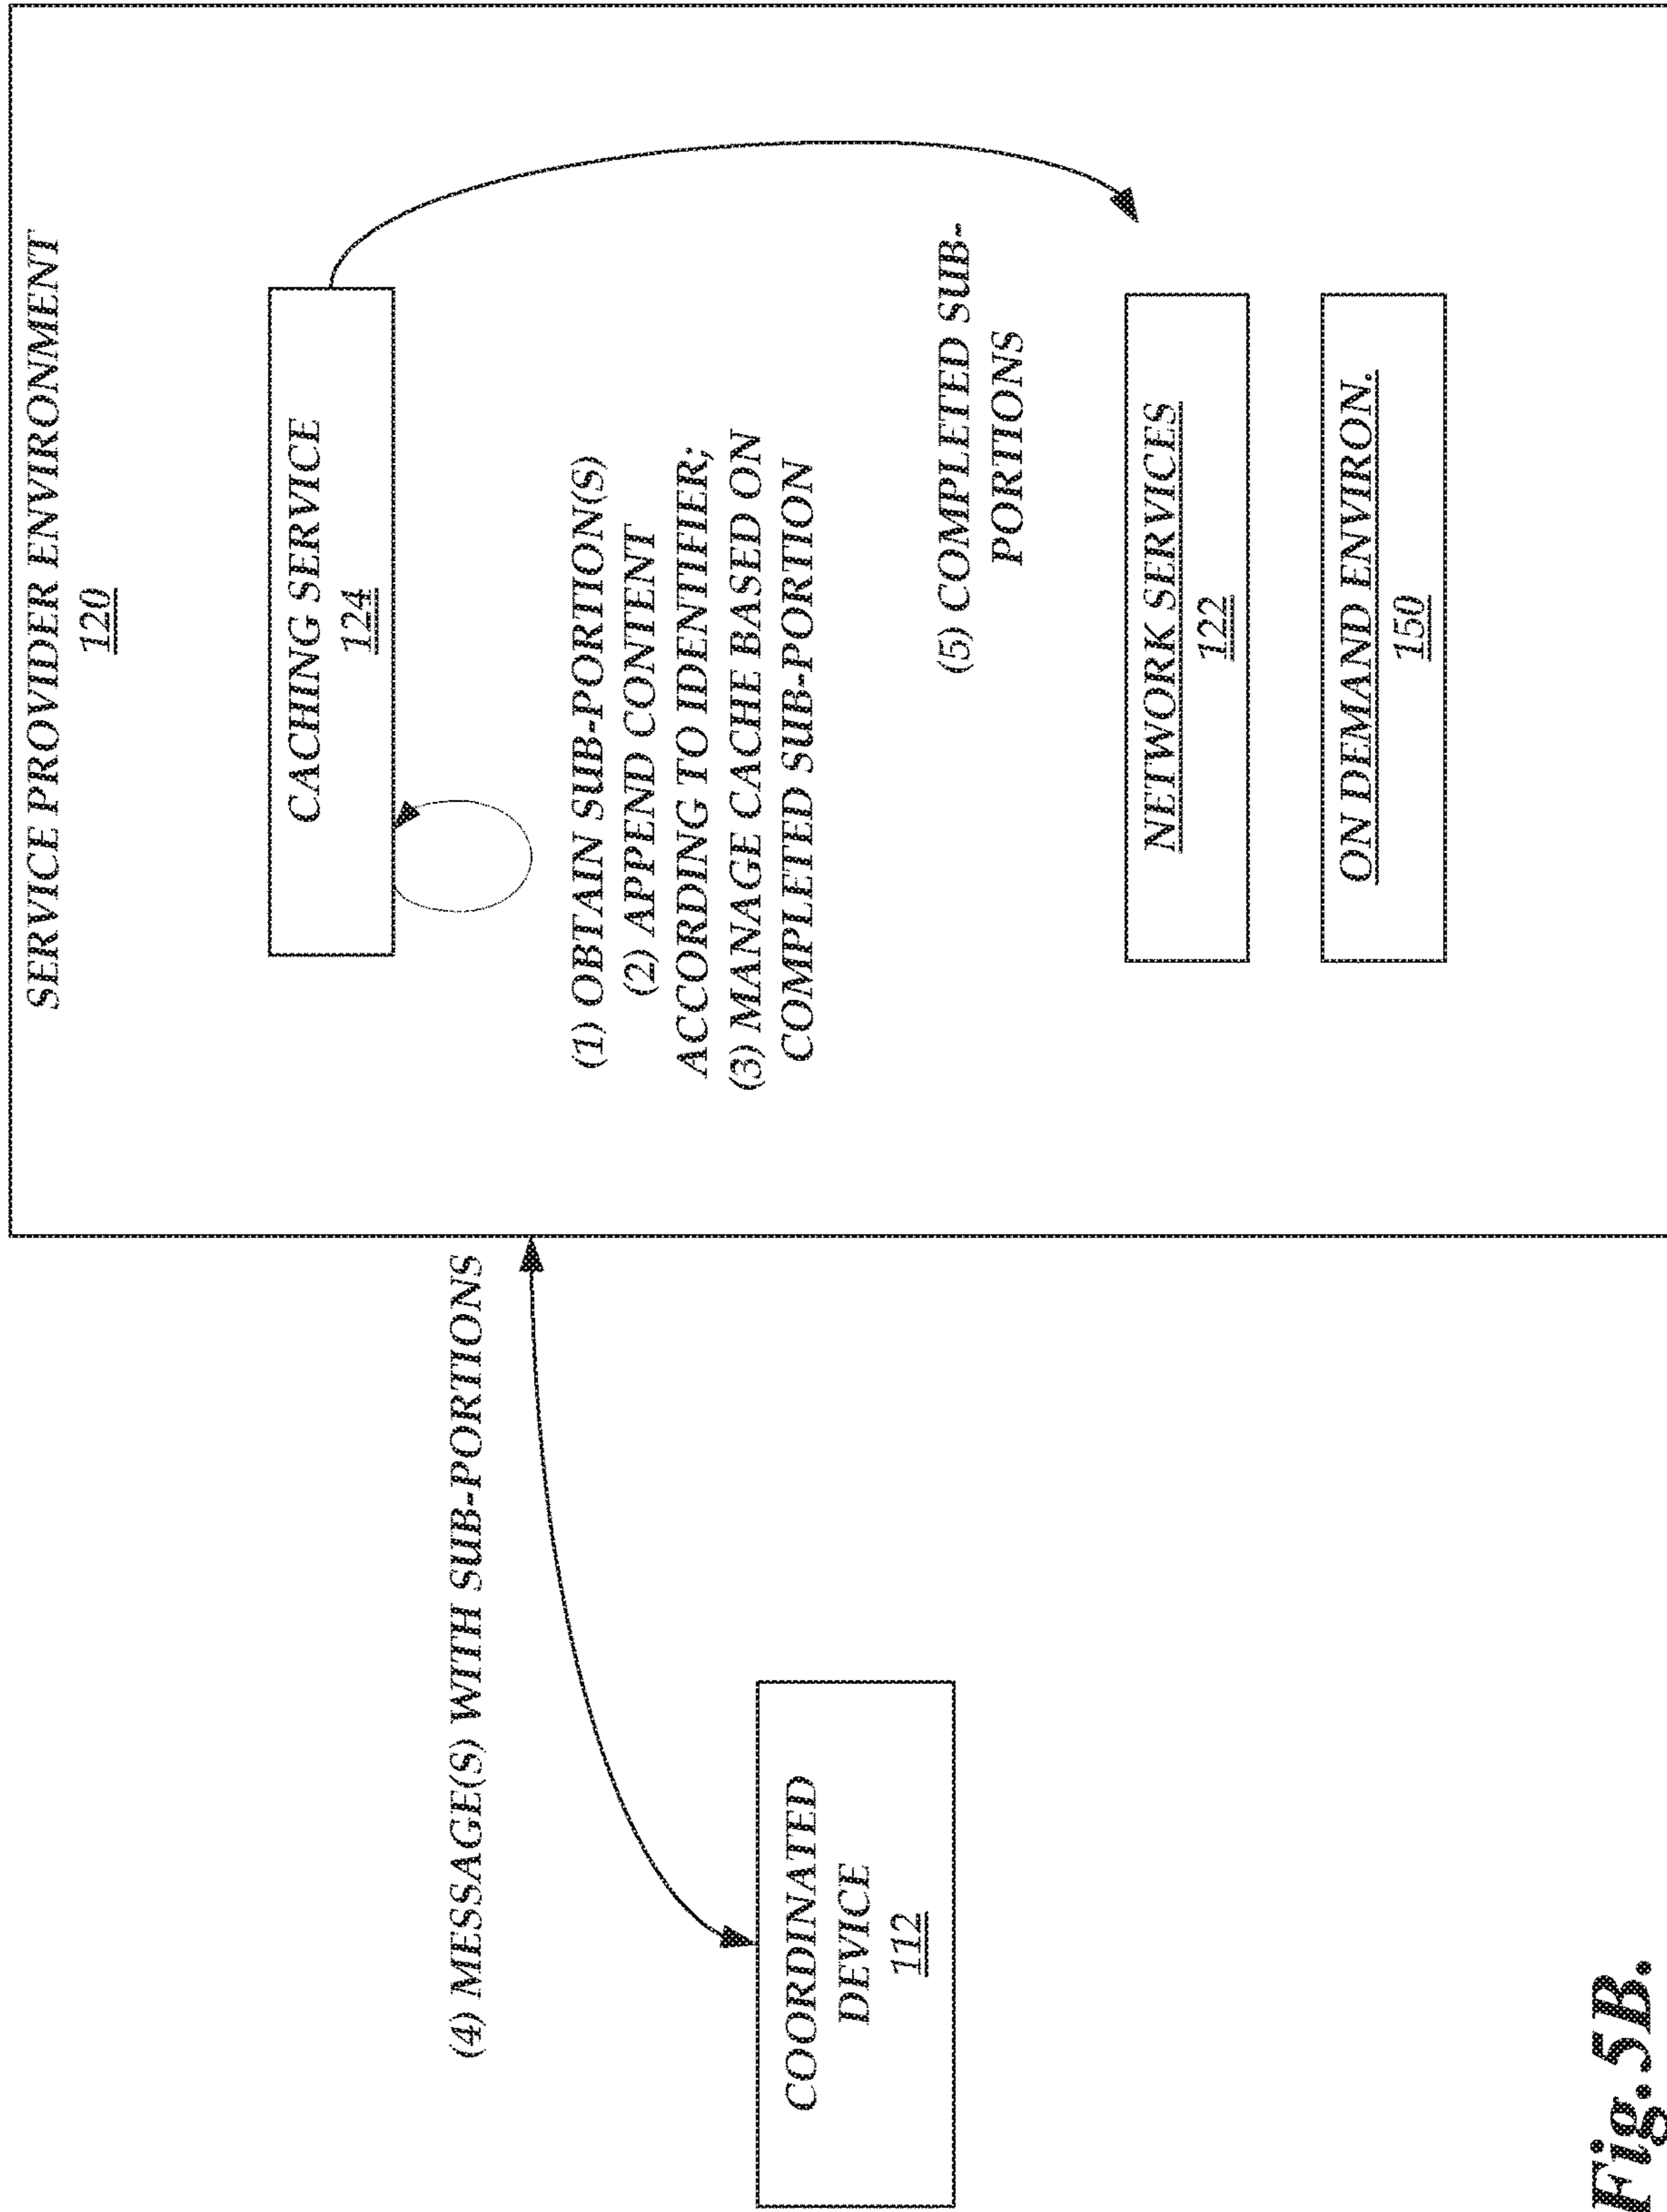 SERVICE PROVIDER ENVIRONMENT
120
CACHING SERVICE
124
(4) MESSAGE(S) WITH SUB-PORTIONS
(1) OBTAIN SUB-PORTION(S)
(2) APPEND CONTENT
ACCORDING TO IDENTIFIER;
(3) MANAGE CACHE BASED ON
COMPLETED SUB-PORTION
COORDINATED
DEVICE
112
(5) COMPLETED SUB-
PORTIONS
NETWORK SERVICES
122
ON DEMAND ENVIRON.
150
Fig. 5B.